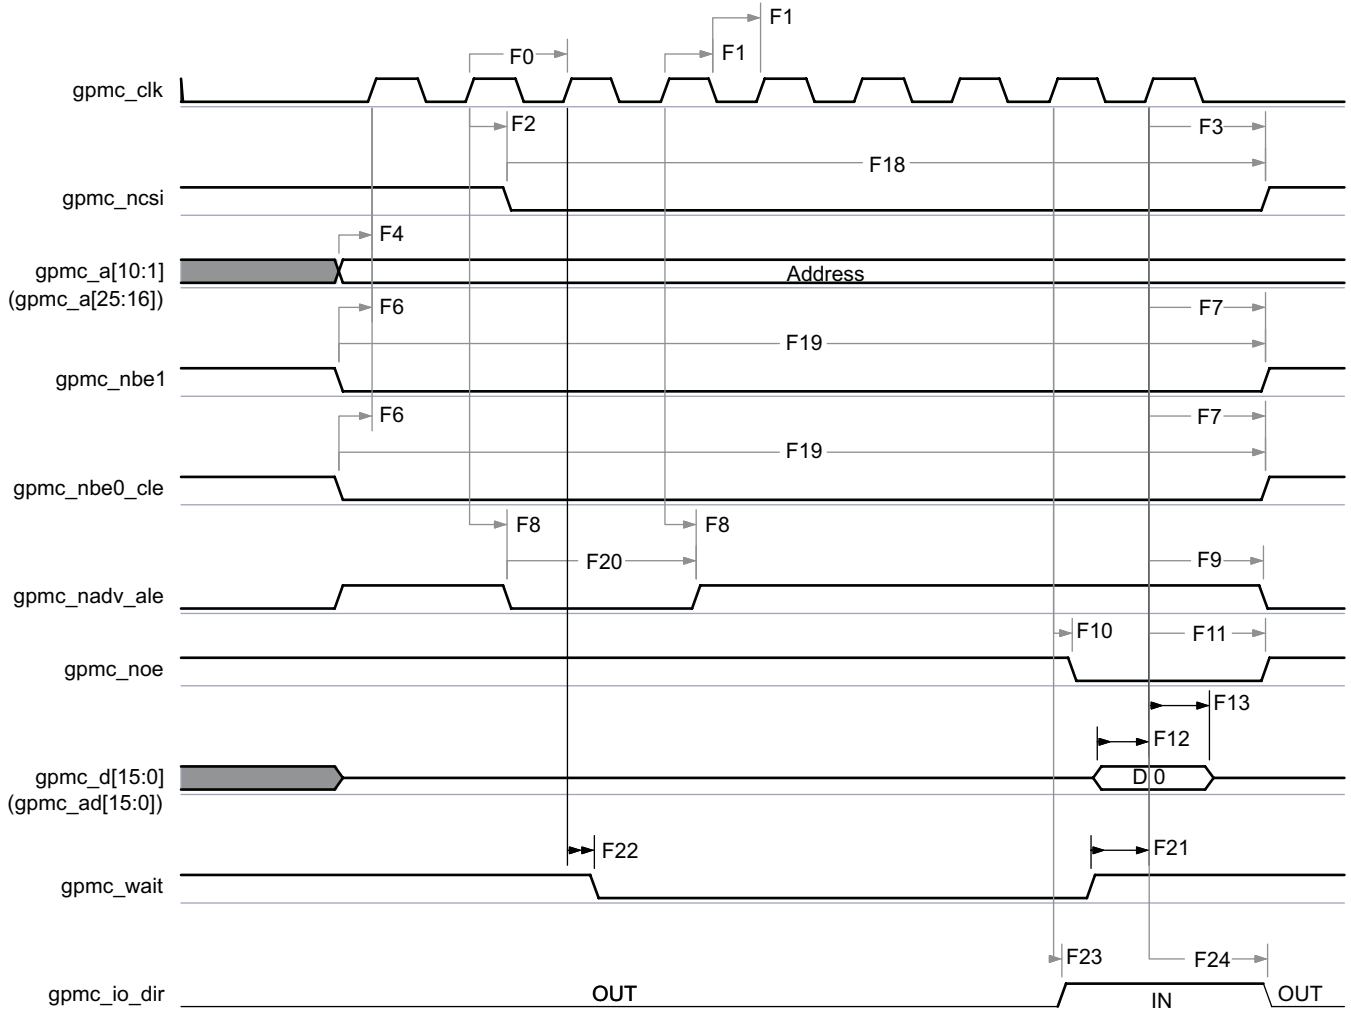 F1
F0
F1
gpmc_clk
F2
F3
F18
gpmc_ncsi
F4
gpmc_a[10:1]
Address
(gpmc_a[25:16])
F6
F7
F19
gpmc_nbe1
F6
F7
F19
gpmc_nbe0_cle
F8
F8
F20
F9
gpmc_nadv_ale
F10
F11
gpmc_noe
F13
F12
gpmc_d[15:0]
D 0
(gpmc_ad[15:0])
F22
F21
gpmc_wait
F23
F24
gpmc_io_dir
OUT
IN
OUT